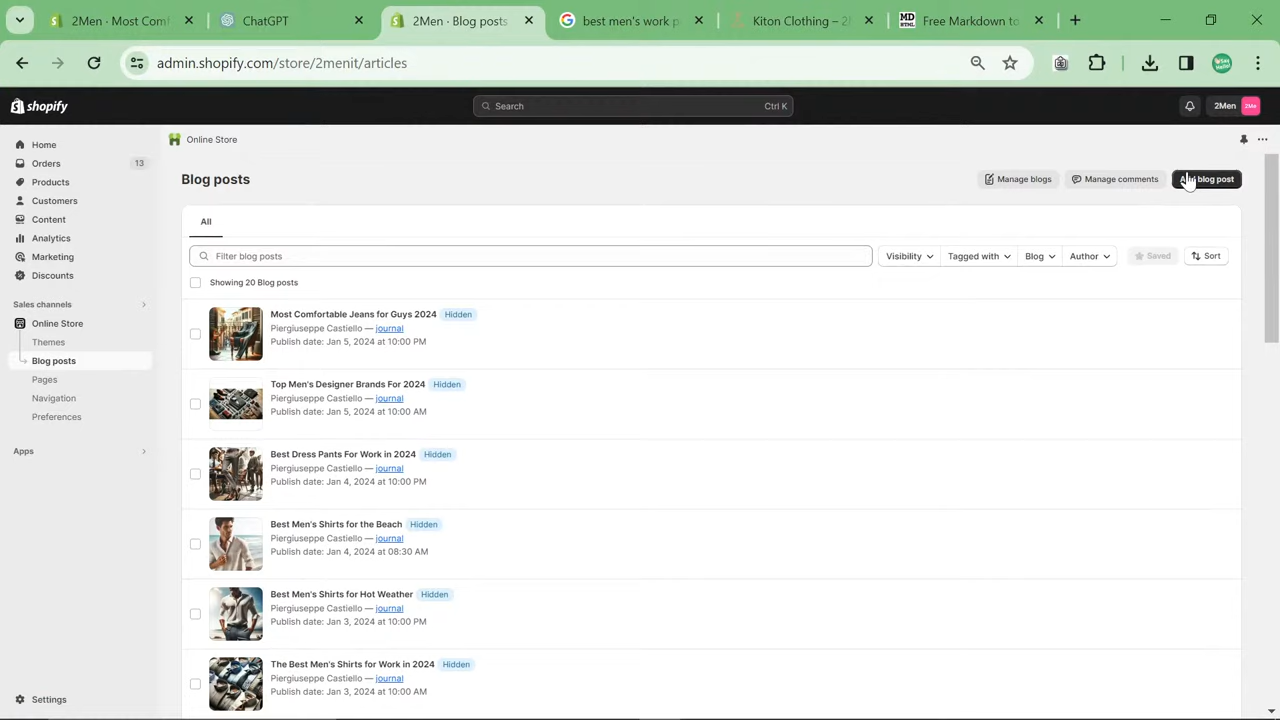 2Men · Most Comf
ChatGPT
2Men · Blog posts
best men's work p
Kiton Clothing – 2
MD
HTML
Free Markdown to
admin.shopify.com/store/2menit/articles
shopify
Search
Ctrl K
2Men
2Me
Home
Orders
13
Products
Customers
Content
Analytics
Marketing
Discounts
Sales channels
Online Store
Themes
Blog posts
Pages
Navigation
Preferences
Apps
Settings
Online Store
Blog posts
Manage blogs
Manage comments
blog post
All
Filter blog posts
Visibility
Tagged with
Blog
Author
Saved
Sort
Showing 20 Blog posts
Most Comfortable Jeans for Guys 2024 Hidden
Piergiuseppe Castiello — journal
Publish date: Jan 5, 2024 at 10:00 PM
Top Men's Designer Brands For 2024 Hidden
Piergiuseppe Castiello — journal
Publish date: Jan 5, 2024 at 10:00 AM
Best Dress Pants For Work in 2024 Hidden
Piergiuseppe Castiello — journal
Publish date: Jan 4, 2024 at 10:00 PM
Best Men's Shirts for the Beach Hidden
Piergiuseppe Castiello — journal
Publish date: Jan 4, 2024 at 08:30 AM
Best Men's Shirts for Hot Weather Hidden
Piergiuseppe Castiello — journal
Publish date: Jan 3, 2024 at 10:00 PM
The Best Men's Shirts for Work in 2024 Hidden
Piergiuseppe Castiello — journal
Publish date: Jan 3, 2024 at 10:00 AM